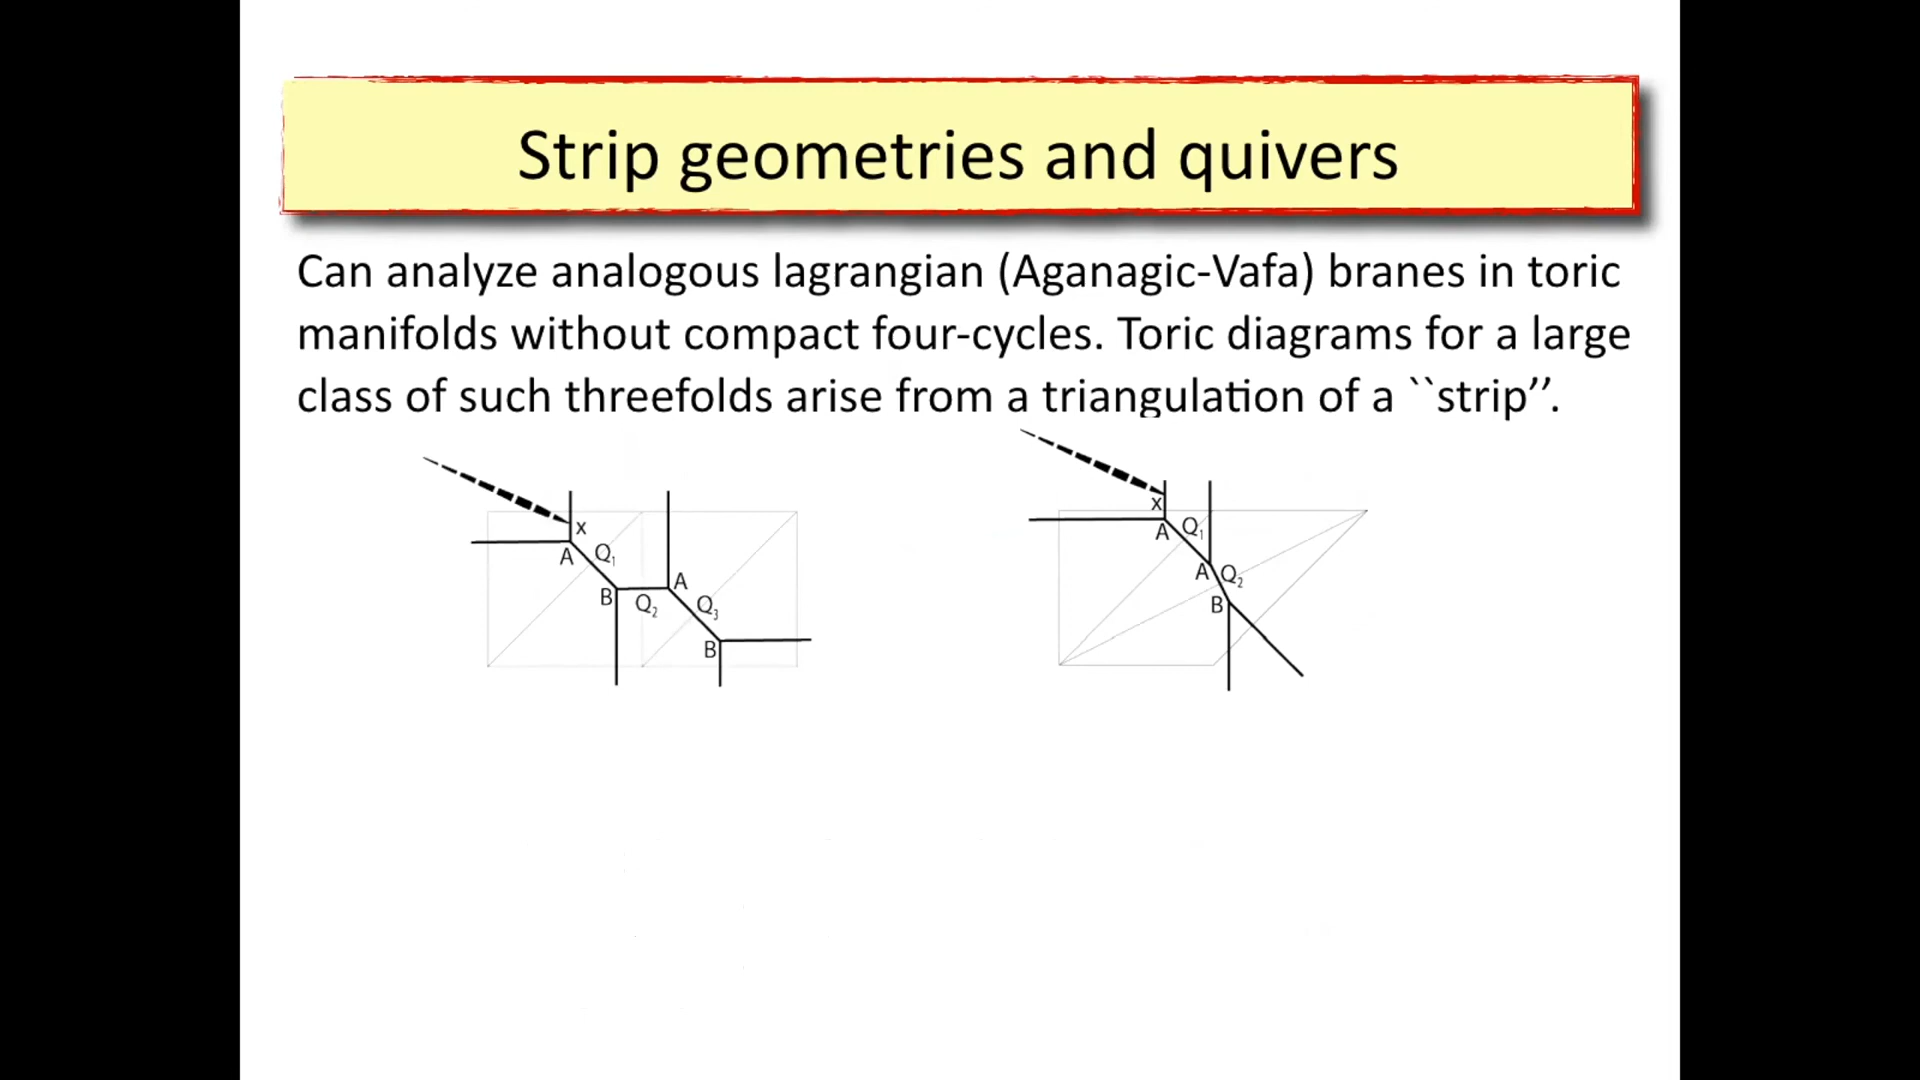 Strip geometries and quivers
Can analyze analogous lagrangian (Aganagic-Vafa) branes in toric
manifolds without compact four-cycles. Toric diagrams for a large
class of such threefolds arise from a triangulation of a ``strip’’.
x
A Q₁
B Q₂ A Q₃
B
x
A Q₁
A Q₂
B